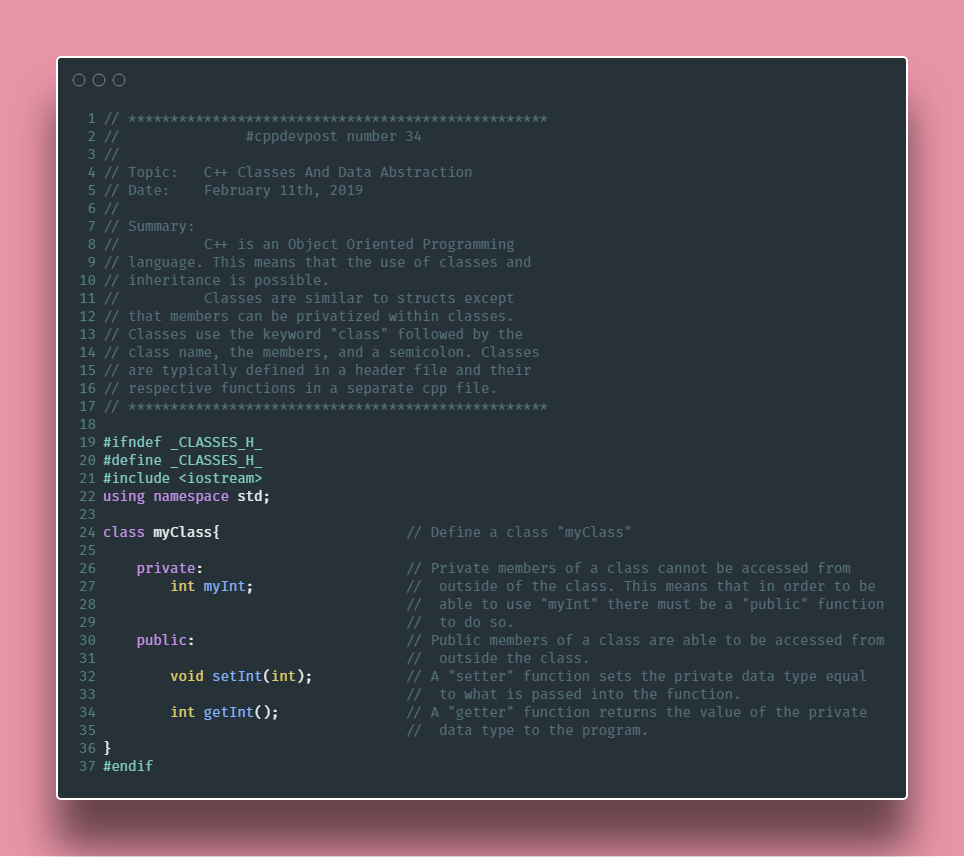 1 // **************************************************
2 //               #cppdevpost number 34
3 //
4 // Topic:   C++ Classes And Data Abstraction
5 // Date:    February 11th, 2019
6 //
7 // Summary:
8 //          C++ is an Object Oriented Programming
9 // language. This means that the use of classes and
10 // inheritance is possible.
11 //          Classes are similar to structs except
12 // that members can be privatized within classes.
13 // Classes use the keyword "class" followed by the
14 // class name, the members, and a semicolon. Classes
15 // are typically defined in a header file and their
16 // respective functions in a separate cpp file.
17 // **************************************************
18
19 #ifndef _CLASSES_H_
20 #define _CLASSES_H_
21 #include <iostream>
22 using namespace std;
23
24 class myClass{                      // Define a class "myClass"
25
26     private:                        // Private members of a class cannot be accessed from
27         int myInt;                  //  outside of the class. This means that in order to be
28                                     //  able to use "myInt" there must be a "public" function
29                                     //  to do so.
30     public:                         // Public members of a class are able to be accessed from
31                                     //  outside the class.
32         void setInt(int);           // A "setter" function sets the private data type equal
33                                     //  to what is passed into the function.
34         int getInt();               // A "getter" function returns the value of the private
35                                     //  data type to the program.
36 }
37 #endif